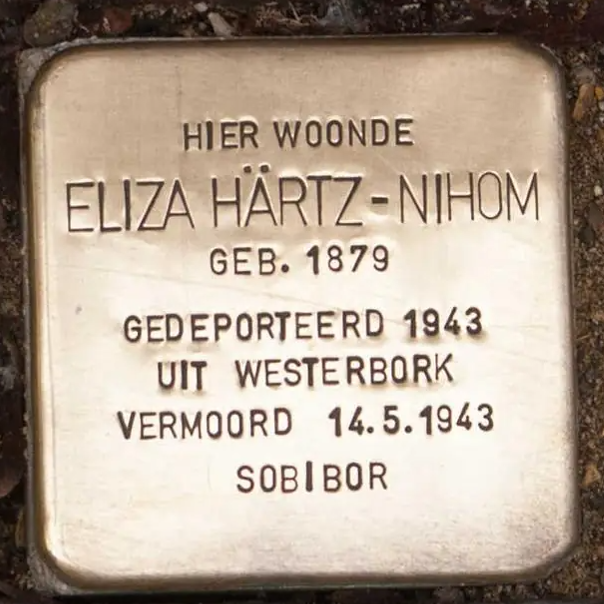 HIER WOONDE
ELIZA HÄRTZ-NIHOM
GEB. 1879
GEDEPORTEERD 1943
UIT WESTERBORK
VERMOORD 14.5.1943
SOBIBOR